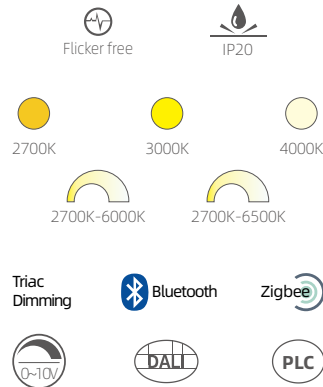 Flicker free
IP20
2700K
3000K
4000K
2700K-6000K
2700K-6500K
Triac
Dimming
Bluetooth
Zigbee
0~10V
DALI
PLC